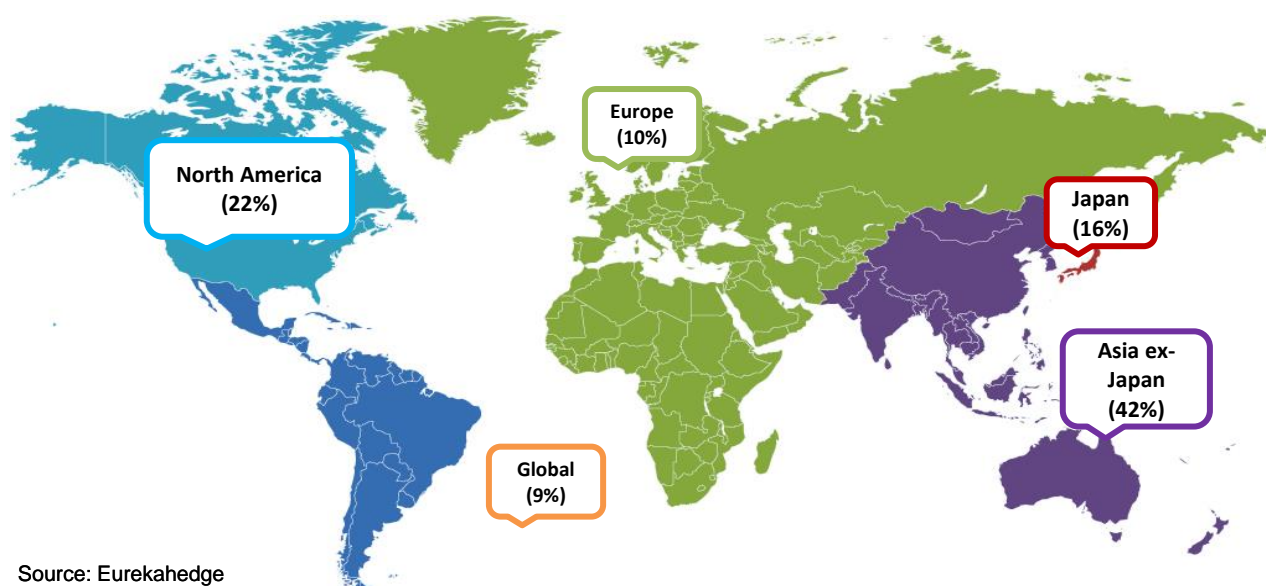 Europe
(10%)
North America
(22%)
Japan
(16%)
Asia ex-
Japan
(42%)
Global
(9%)
Source: Eurekahedge